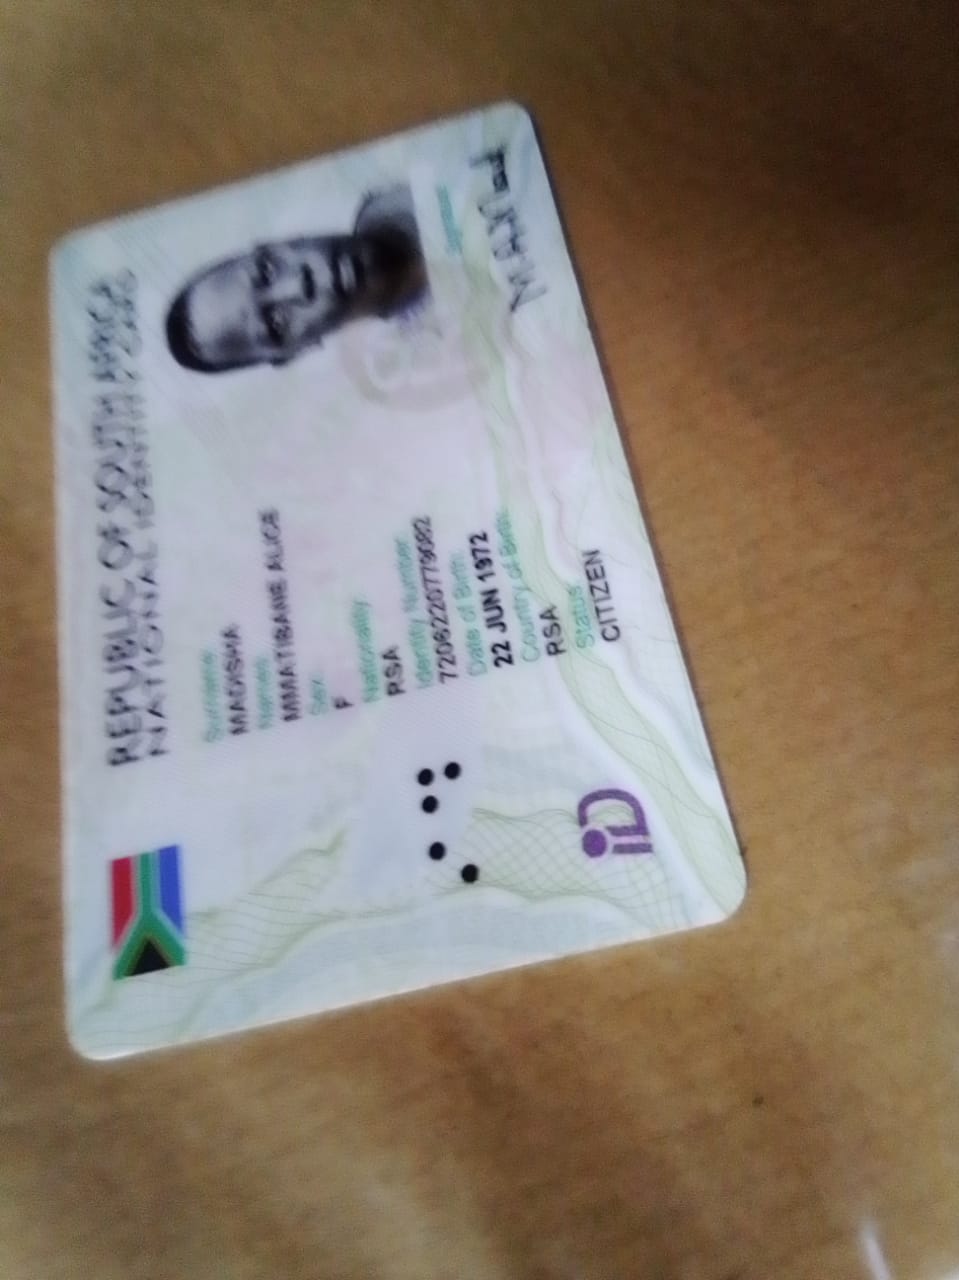 REPUBLIC OF SOUTH AFRICA
NATIONAL IDENTITY CARD
Surname
MADISHA
Names
MMATIBANE ALICE
Sex
F
Nationality
RSA
Identity Number
7206220779082
Date of Birth
22 JUN 1972
Country of Birth
RSA
Status
CITIZEN
Signature
iD